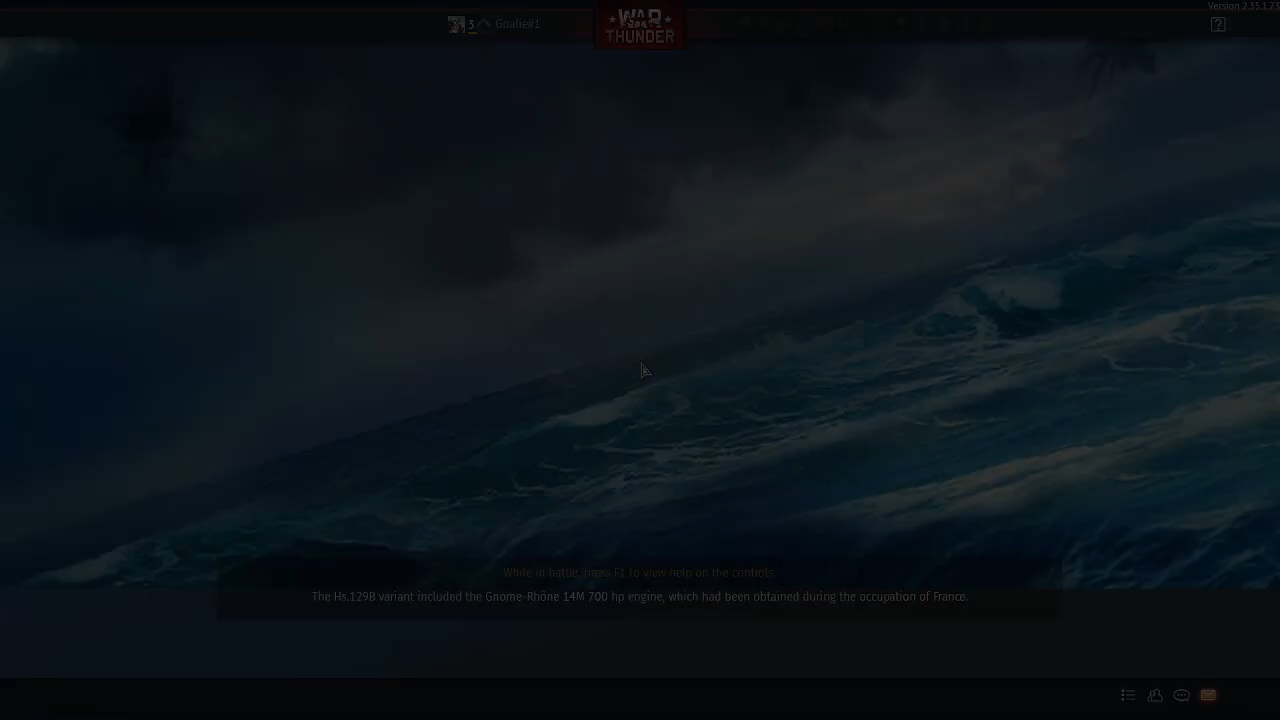 Version 2.35.1.73
3 Goalie#1
WAR
THUNDER
While in battle, press F1 to view help on the controls.
The Hs.129B variant included the Gnome-Rhône 14M 700 hp engine, which had been obtained during the occupation of France.